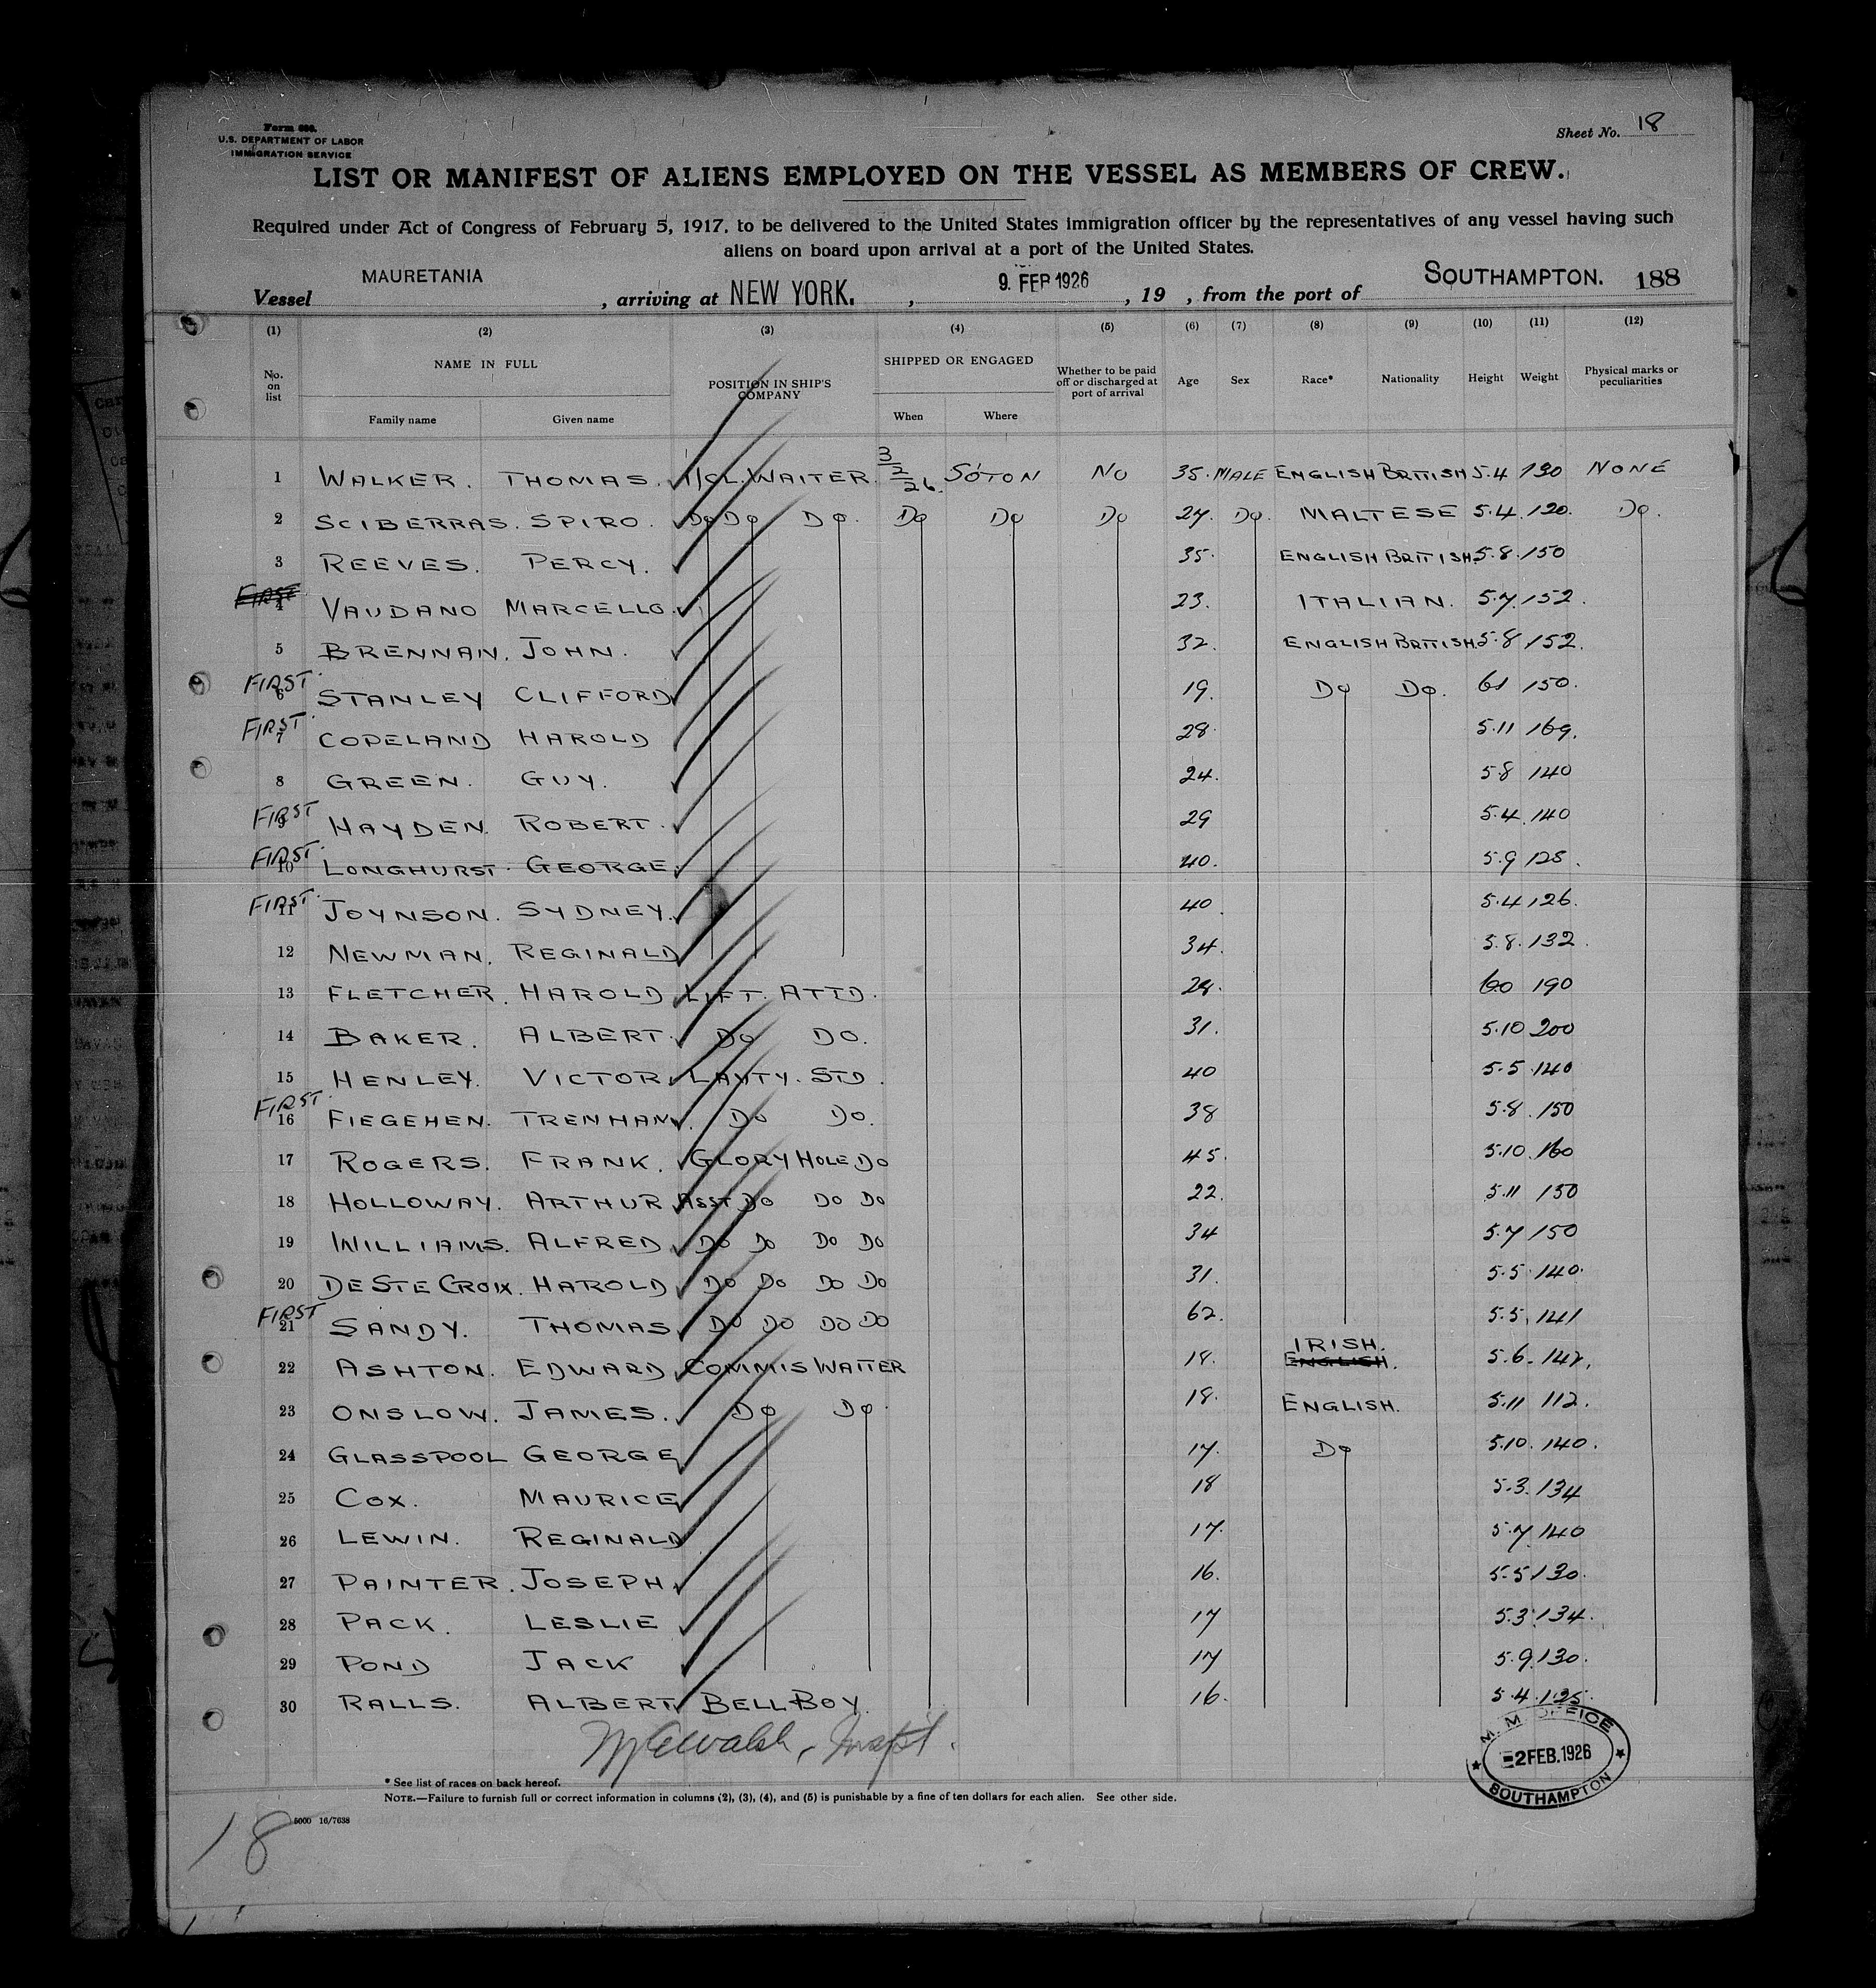 Form 680.
U.S. DEPARTMENT OF LABOR
IMMIGRATION SERVICE
Sheet No. 18
LIST OR MANIFEST OF ALIENS EMPLOYED ON THE VESSEL AS MEMBERS OF CREW.
Required under Act of Congress of February 5, 1917, to be delivered to the United States immigration officer by the representatives of any vessel having such
aliens on board upon arrival at a port of the United States.
Vessel MAURETANIA, arriving at NEW YORK., 9. FEB 1926, 19 , from the port of SOUTHAMPTON. 188
(1) (2) (3) (4) (5) (6) (7) (8) (9) (10) (11) (12)
No. on list NAME IN FULL Family name Given name POSITION IN SHIP'S COMPANY SHIPPED OR ENGAGED When Where Whether to be paid off or discharged at port of arrival Age Sex Race* Nationality Height Weight Physical marks or peculiarities
1 WALKER. THOMAS. 1/CL. WAITER. 3/2/26. SO'TON NO 35. MALE ENGLISH BRITISH 5.4 130 NONE
2 SCIBERRAS. SPIRO. DO DO DO. DO DO DO 27. DO. MALTESE 5.4. 120. DO.
3 REEVES. PERCY. 35. ENGLISH BRITISH 5.8. 150
FIRST 4 VAUDANO MARCELLO. 23. ITALIAN. 5.7. 152.
5 BRENNAN. JOHN. 32. ENGLISH BRITISH 5.8 152.
FIRST. 6 STANLEY CLIFFORD 19. DO DO. 61 150.
FIRST. 7 COPELAND HAROLD 28. 5.11 169.
8 GREEN. GUY. 24. 5.8 140
FIRST 9 HAYDEN. ROBERT. 29 5.4. 140
FIRST. 10 LONGHURST. GEORGE. 40. 5.9 128.
FIRST. 11 JOYNSON. SYDNEY. 40. 5.4 126.
12 NEWMAN. REGINALD 34. 5.8. 132.
13 FLETCHER. HAROLD LIFT. ATTD. 28. 6.0 190
14 BAKER. ALBERT. DO DO. 31. 5.10 200
15 HENLEY. VICTOR. LAVTY. STD. 40 5.5. 140
FIRST. 16 FIEGEHEN. TRENHAM. DO DO. 38 5.8. 150
17 ROGERS. FRANK. GLORY HOLE DO 45. 5.10. 160
18 HOLLOWAY. ARTHUR ASST DO DO DO 22. 5.11 150
19 WILLIAMS. ALFRED. DO DO DO DO 34 5.7 150
20 DE STE CROIX. HAROLD DO DO DO DO 31. 5.5. 140.
FIRST 21 SANDY. THOMAS DO DO DO DO 62. 5.5. 141
IRISH.
22 ASHTON. EDWARD. COMMIS WAITER 18. ENGLISH. 5.6. 142.
23 ONSLOW. JAMES. DO DO. 18. ENGLISH. 5.11 112.
24 GLASSPOOL GEORGE 17. DO 5.10. 140.
25 COX. MAURICE 18 5.3. 134
26 LEWIN. REGINALD 17. 5.7. 140
27 PAINTER. JOSEPH. 16. 5.5 130.
28 PACK. LESLIE 17 5.3 134.
29 POND JACK 17 5.9. 130.
30 RALLS. ALBERT BELL BOY. 16. 5.4. 125.
Walsh, Inspt.
M. M. OFFICE
2 FEB. 1926
SOUTHAMPTON
* See list of races on back hereof.
NOTE.—Failure to furnish full or correct information in columns (2), (3), (4), and (5) is punishable by a fine of ten dollars for each alien. See other side.
5000 16/7638
18